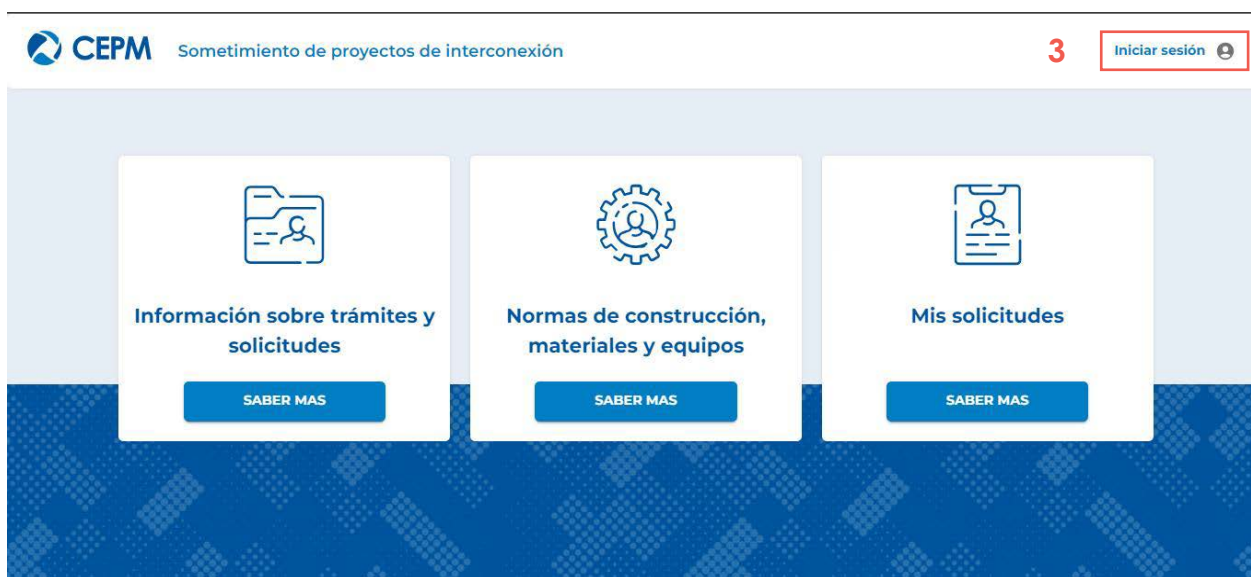 CEPM Sometimiento de proyectos de interconexión 3 Iniciar sesión
Información sobre trámites y
solicitudes
SABER MAS
Normas de construcción,
materiales y equipos
SABER MAS
Mis solicitudes
SABER MAS